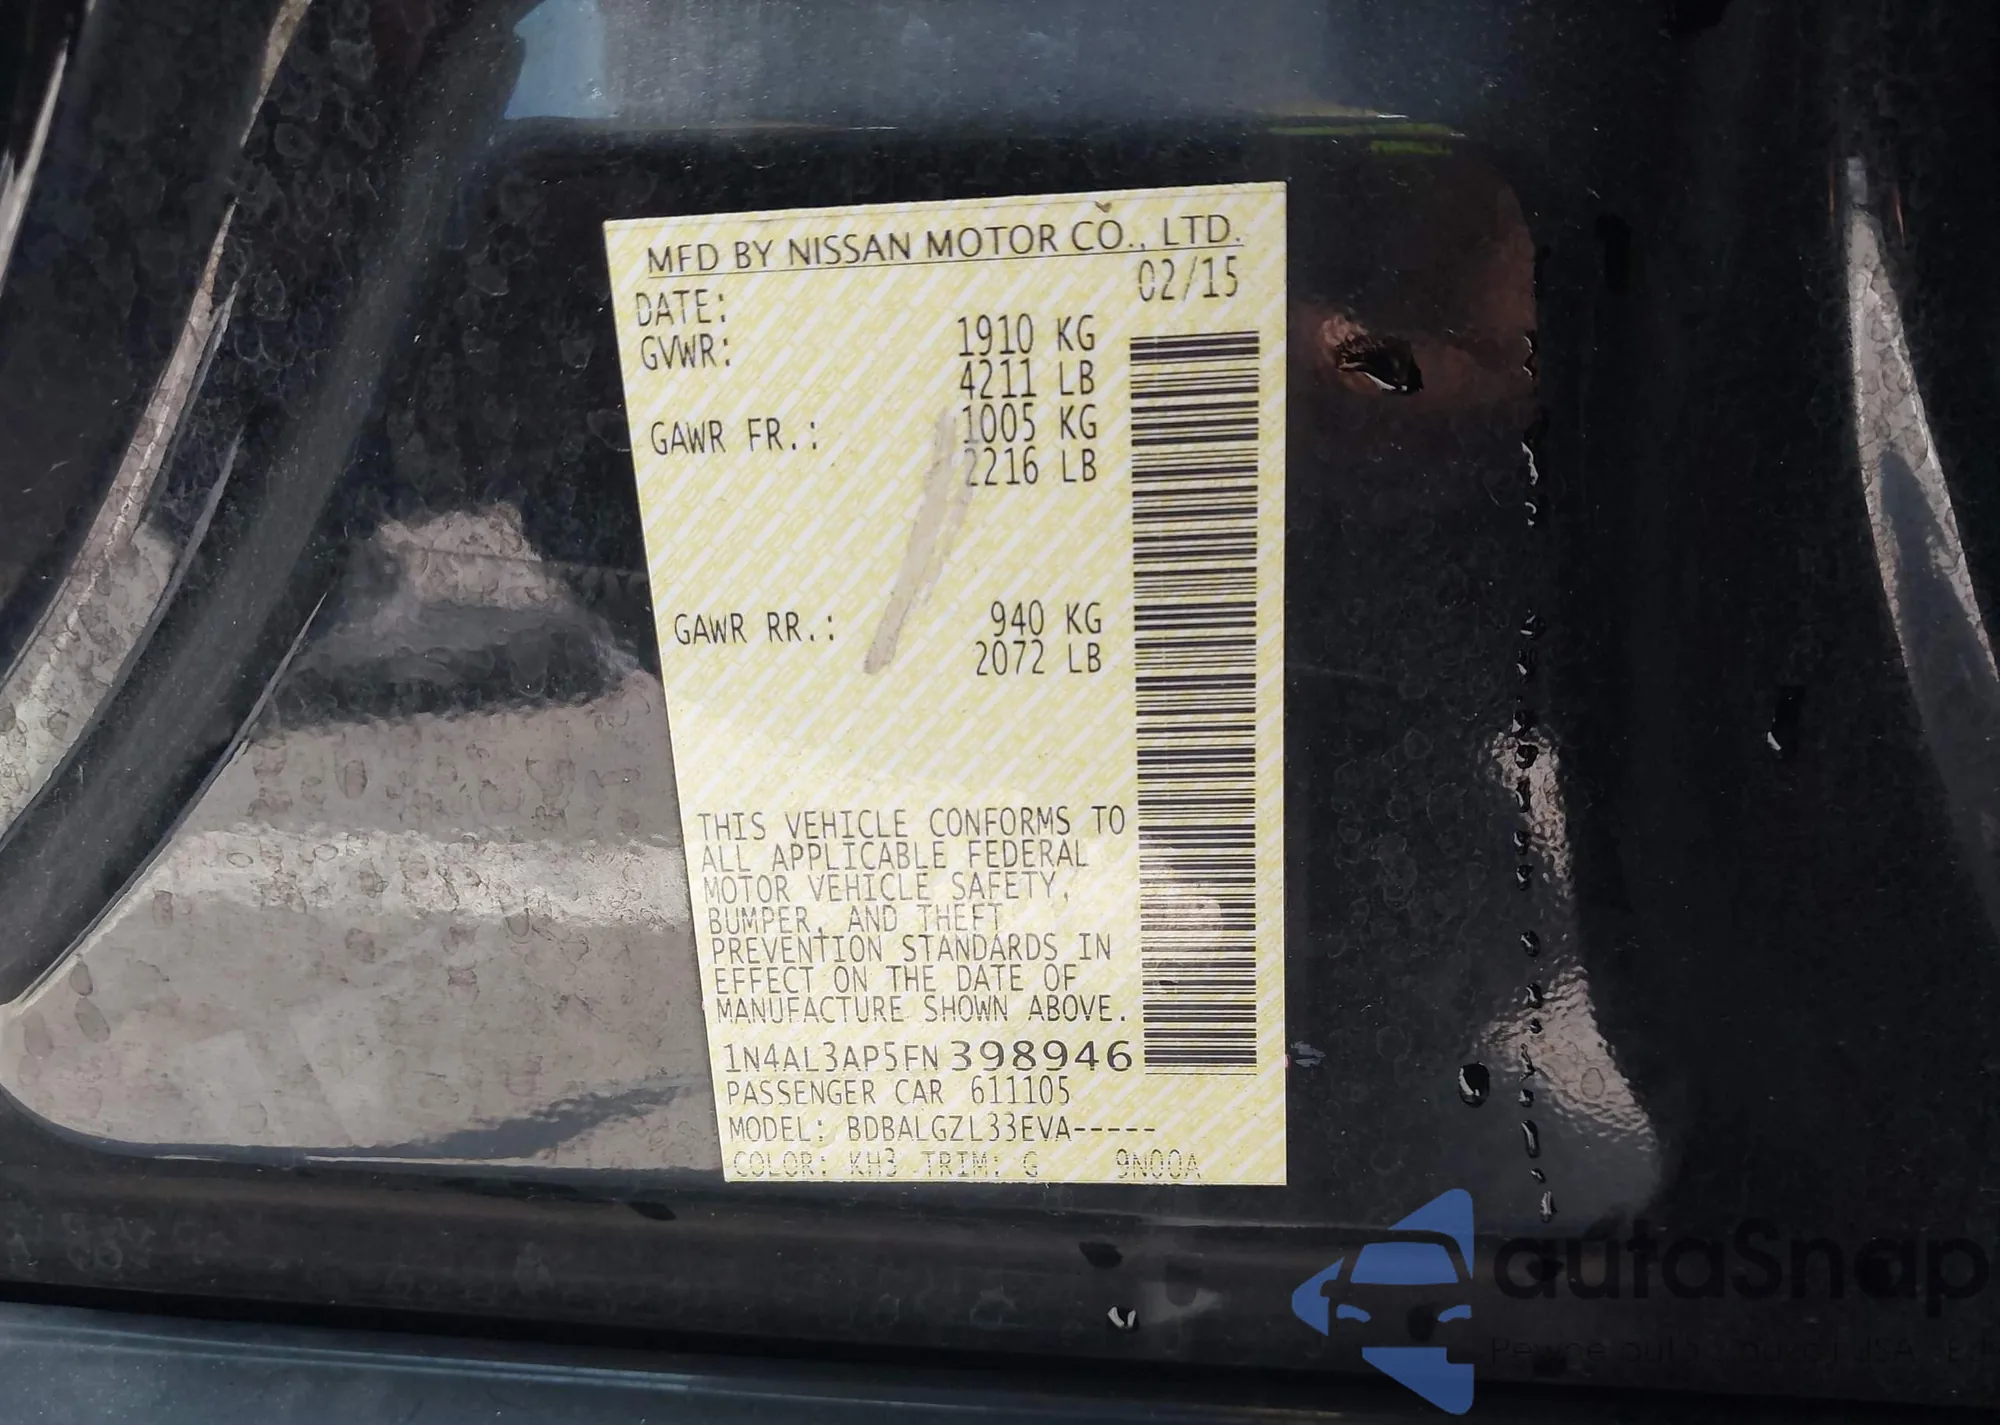 MFD BY NISSAN MOTOR CO., LTD.
DATE: 02/15
GVWR: 1910 KG
4211 LB
GAWR FR.: 1005 KG
2216 LB
GAWR RR.: 940 KG
2072 LB
THIS VEHICLE CONFORMS TO
ALL APPLICABLE FEDERAL
MOTOR VEHICLE SAFETY,
BUMPER, AND THEFT
PREVENTION STANDARDS IN
EFFECT ON THE DATE OF
MANUFACTURE SHOWN ABOVE.
1N4AL3AP5FN398946
PASSENGER CAR 611105
MODEL: BDBALGZL33EVA-----
COLOR: KH3 TRIM: G 9N00A
autaSnap
auta USA